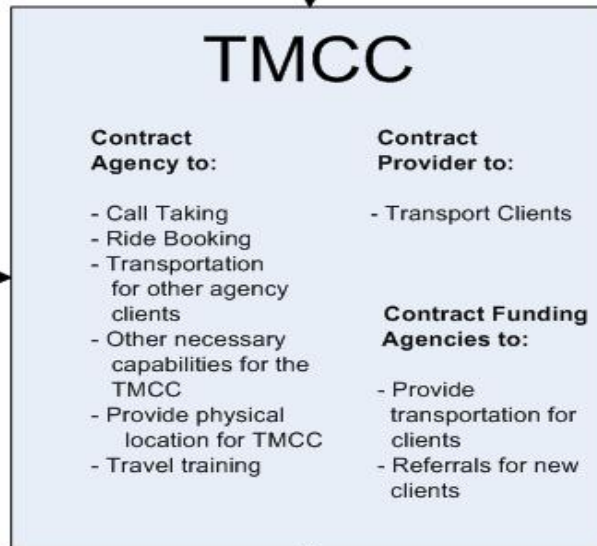 TMCC
Contract
Agency to:
- Call Taking
- Ride Booking
- Transportation
for other agency
clients
- Other necessary
capabilities for the
TMCC
- Provide physical
location for TMCC
- Travel training
Contract
Provider to:
- Transport Clients
Contract Funding
Agencies to:
- Provide
transportation for
clients
- Referrals for new
clients